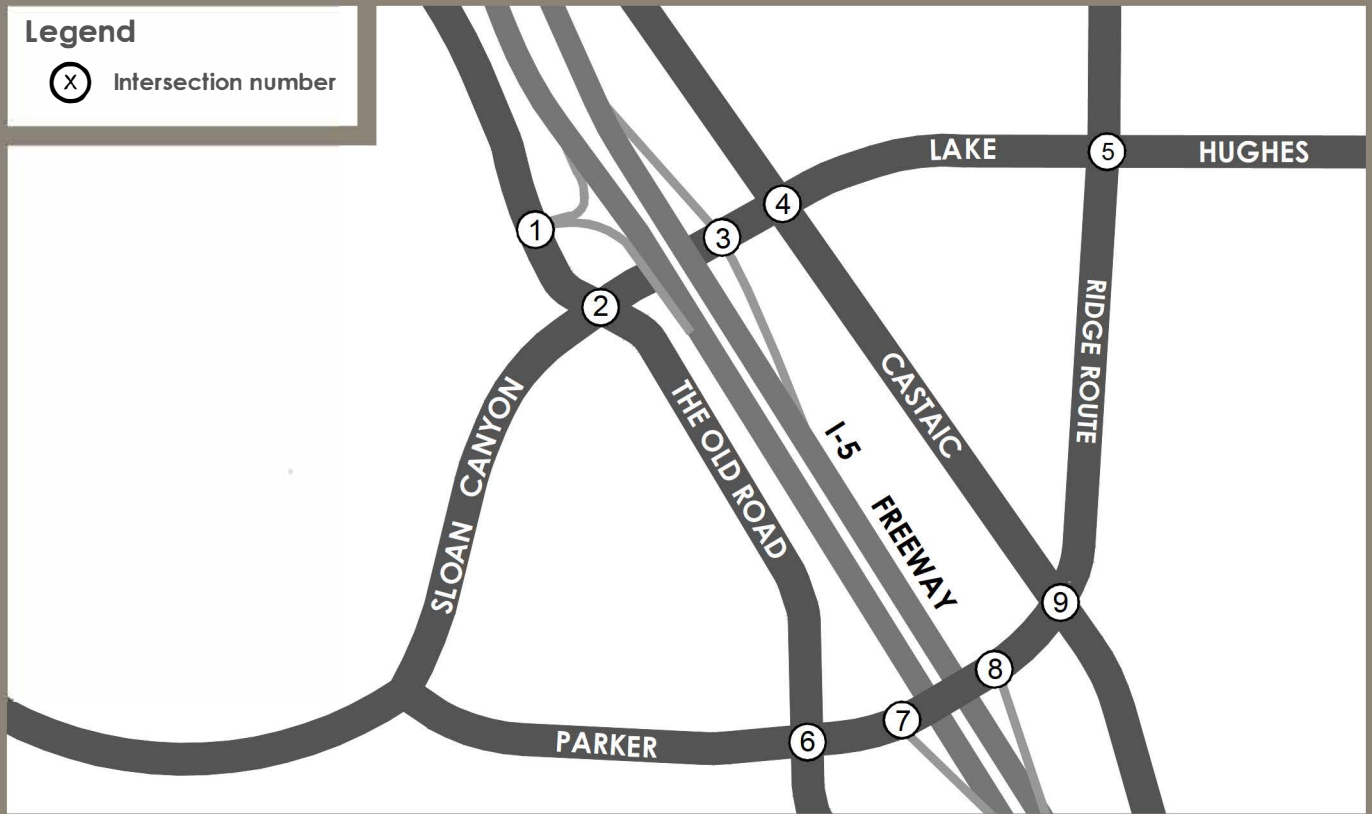 Legend
X Intersection number
LAKE HUGHES
5
4
3
1
2
RIDGE ROUTE
CASTAIC
SLOAN CANYON
THE OLD ROAD
I-5 FREEWAY
9
8
7
6
PARKER